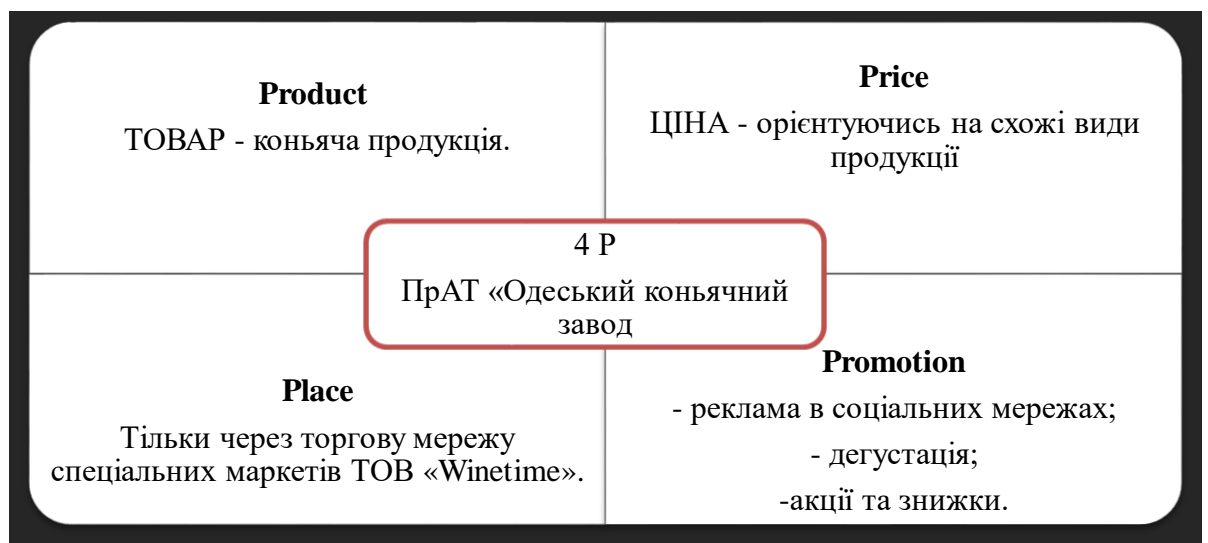 Product
ТОВАР - коньяча продукція.
Price
ЦІНА - орієнтуючись на схожі види
продукції
4 Р
ПрАТ «Одеський коньячний
завод
Place
Тільки через торгову мережу
спеціальних маркетів ТОВ «Winetime».
Promotion
- реклама в соціальних мережах;
- дегустація;
-акції та знижки.